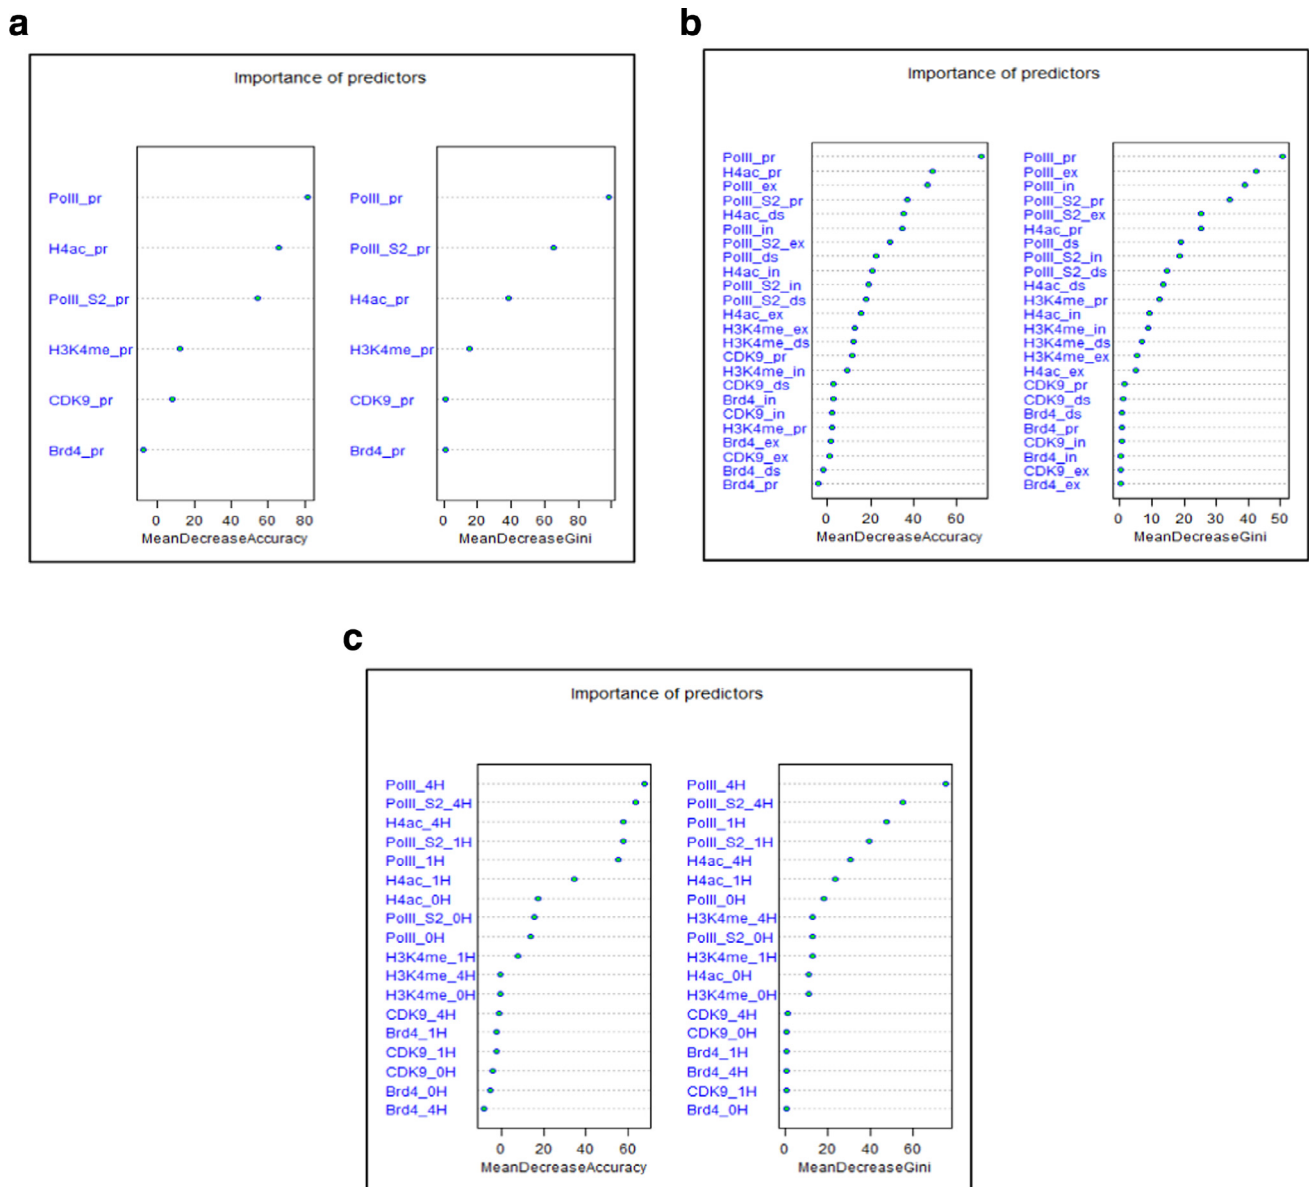 a
Importance of predictors
PolII_pr
H4ac_pr
PolII_S2_pr
H3K4me_pr
CDK9_pr
Brd4_pr
0 20 40 60 80
MeanDecreaseAccuracy
PolII_pr
PolII_S2_pr
H4ac_pr
H3K4me_pr
CDK9_pr
Brd4_pr
0 20 40 60 80
MeanDecreaseGini
b
Importance of predictors
PolII_pr
H4ac_pr
PolII_ex
PolII_S2_pr
H4ac_ds
PolII_in
PolII_S2_ex
PolII_ds
H4ac_in
PolII_S2_in
PolII_S2_ds
H4ac_ex
H3K4me_ex
H3K4me_ds
CDK9_pr
H3K4me_in
CDK9_ds
Brd4_in
CDK9_in
H3K4me_pr
Brd4_ex
CDK9_ex
Brd4_ds
Brd4_pr
0 20 40 60
MeanDecreaseAccuracy
PolII_pr
PolII_ex
PolII_in
PolII_S2_pr
PolII_S2_ex
H4ac_pr
PolII_ds
PolII_S2_in
PolII_S2_ds
H4ac_ds
H3K4me_pr
H4ac_in
H3K4me_in
H3K4me_ds
H3K4me_ex
H4ac_ex
CDK9_pr
CDK9_ds
Brd4_ds
Brd4_pr
CDK9_in
Brd4_in
CDK9_ex
Brd4_ex
0 10 20 30 40 50
MeanDecreaseGini
c
Importance of predictors
PolII_4H
PolII_S2_4H
H4ac_4H
PolII_S2_1H
PolII_1H
H4ac_1H
H4ac_0H
PolII_S2_0H
PolII_0H
H3K4me_1H
H3K4me_4H
H3K4me_0H
CDK9_4H
Brd4_1H
CDK9_1H
CDK9_0H
Brd4_0H
Brd4_4H
0 20 40 60
MeanDecreaseAccuracy
PolII_4H
PolII_S2_4H
PolII_1H
PolII_S2_1H
H4ac_4H
H4ac_1H
PolII_0H
H3K4me_4H
PolII_S2_0H
H3K4me_1H
H4ac_0H
H3K4me_0H
CDK9_4H
CDK9_0H
Brd4_1H
Brd4_4H
CDK9_1H
Brd4_0H
0 20 40 60
MeanDecreaseGini